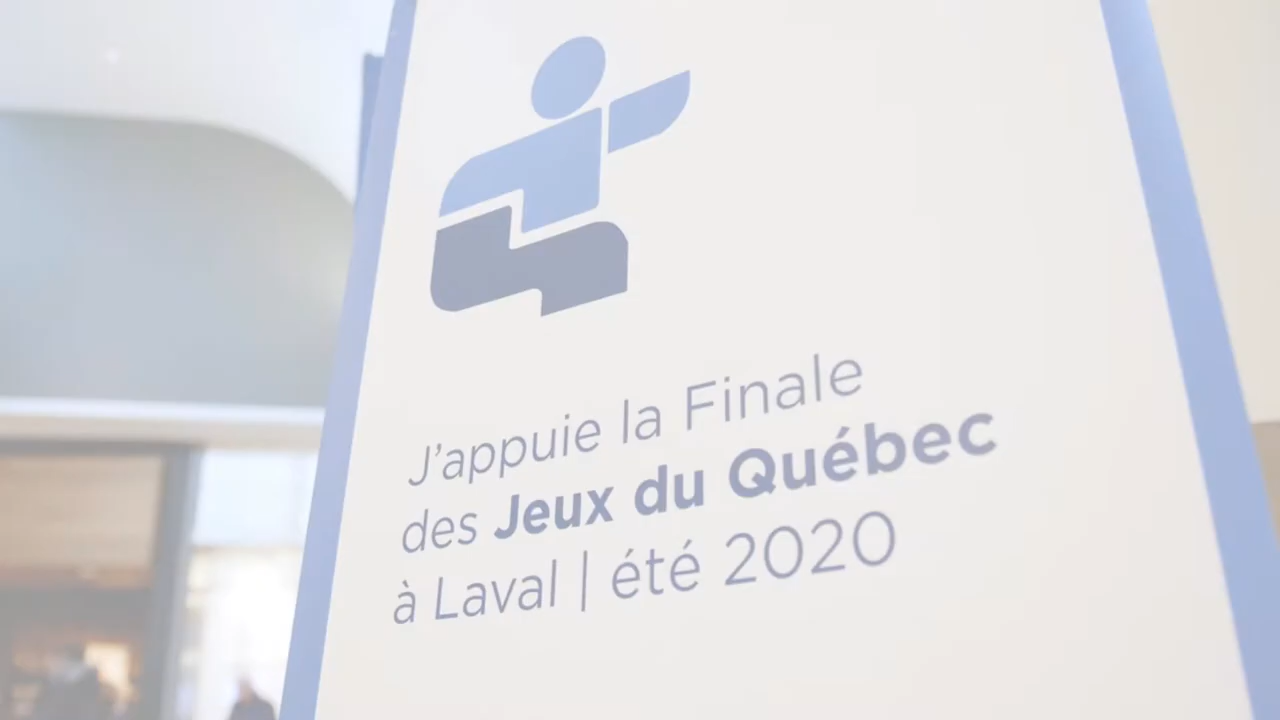 J'appuie la Finale
des Jeux du Québec
à Laval | été 2020